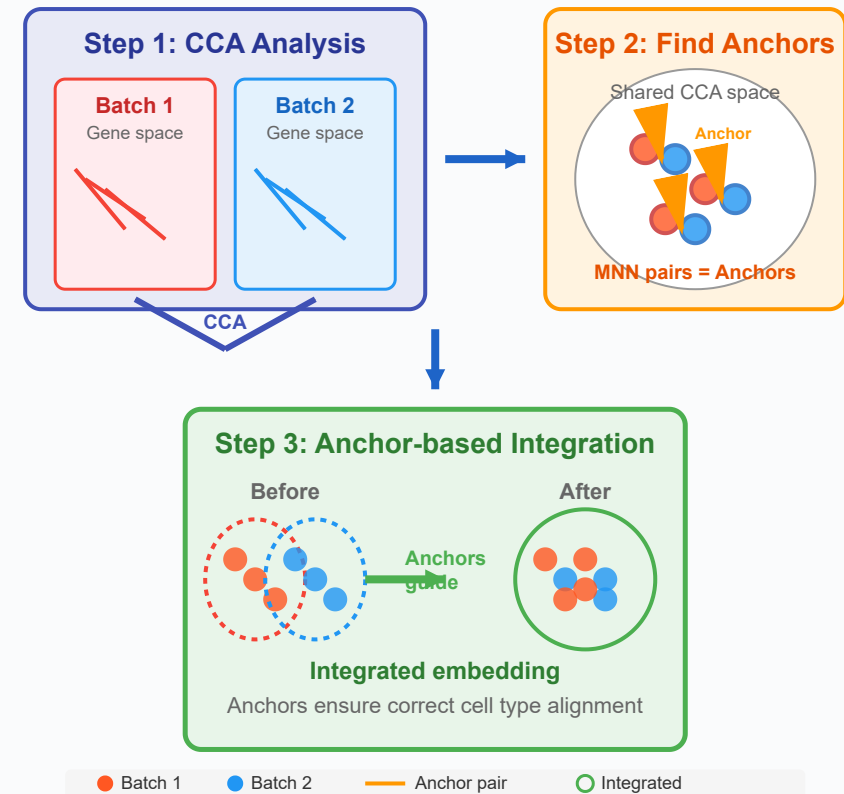 Step 1: CCA Analysis
Batch 1
Gene space
Batch 2
Gene space
CCA
Step 2: Find Anchors
Shared CCA space
Anchor
MNN pairs = Anchors
Step 3: Anchor-based Integration
Before
After
Anchors
guide
Integrated embedding
Anchors ensure correct cell type alignment
Batch 1
Batch 2
Anchor pair
Integrated